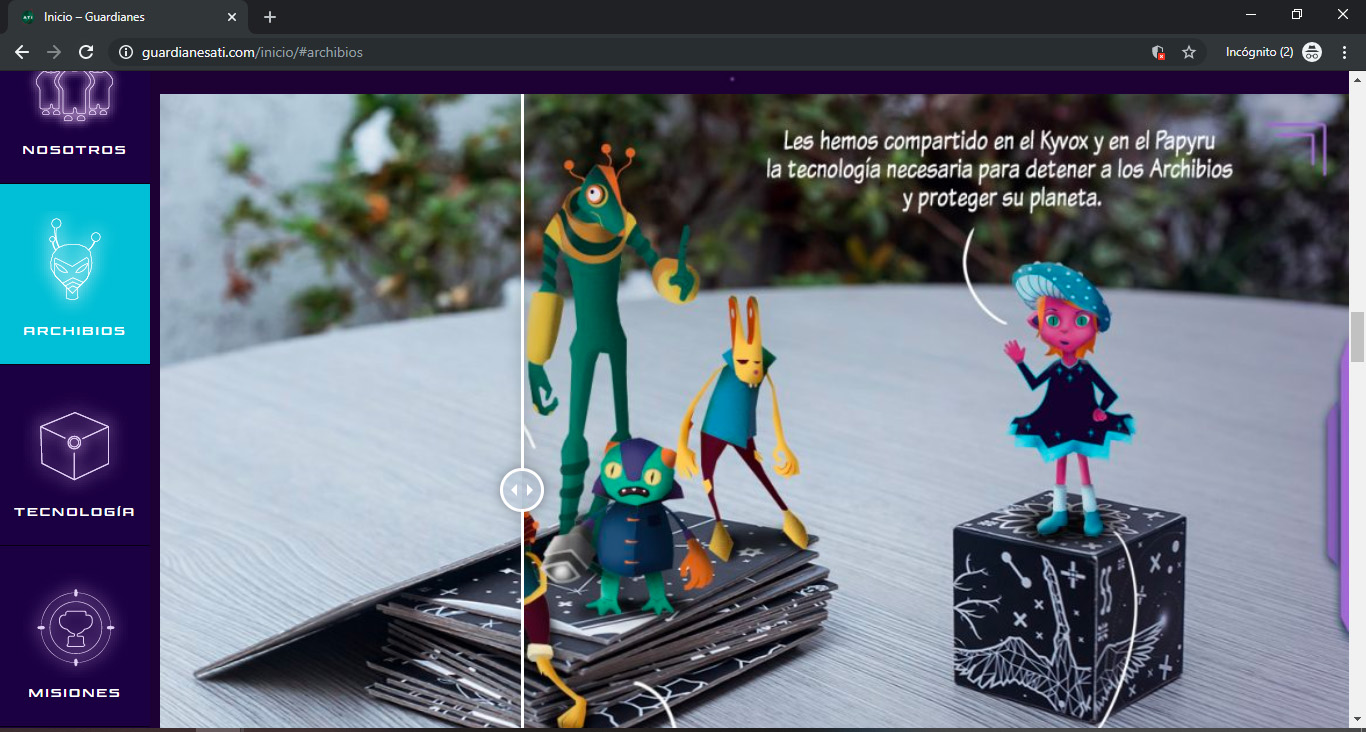 Inicio – Guardianes
guardianesati.com/inicio/#archibios
Incógnito (2)
NOSOTROS
ARCHIBIOS
TECNOLOGÍA
MISIONES
Les hemos compartido en el Kyvox y en el Papyru
la tecnología necesaria para detener a los Archibios
y proteger su planeta.